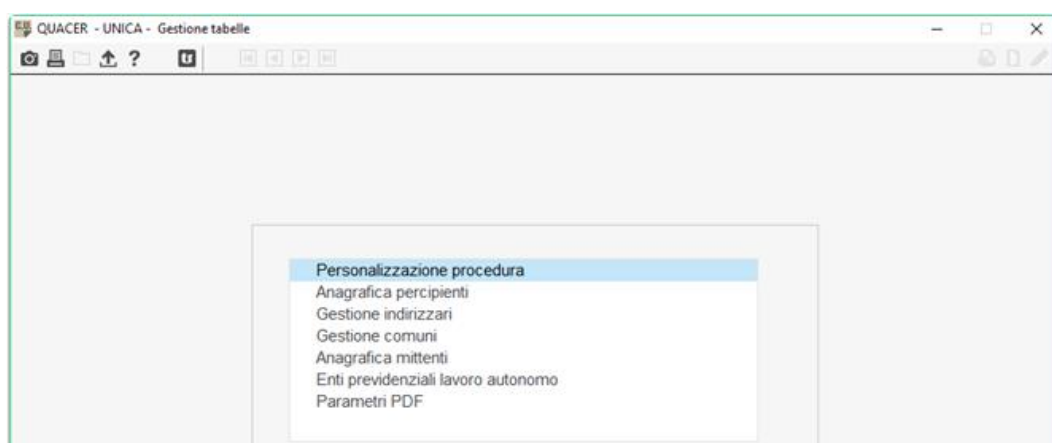 QUACER - UNICA - Gestione tabelle
?
Personalizzazione procedura
Anagrafica percipienti
Gestione indirizzari
Gestione comuni
Anagrafica mittenti
Enti previdenziali lavoro autonomo
Parametri PDF